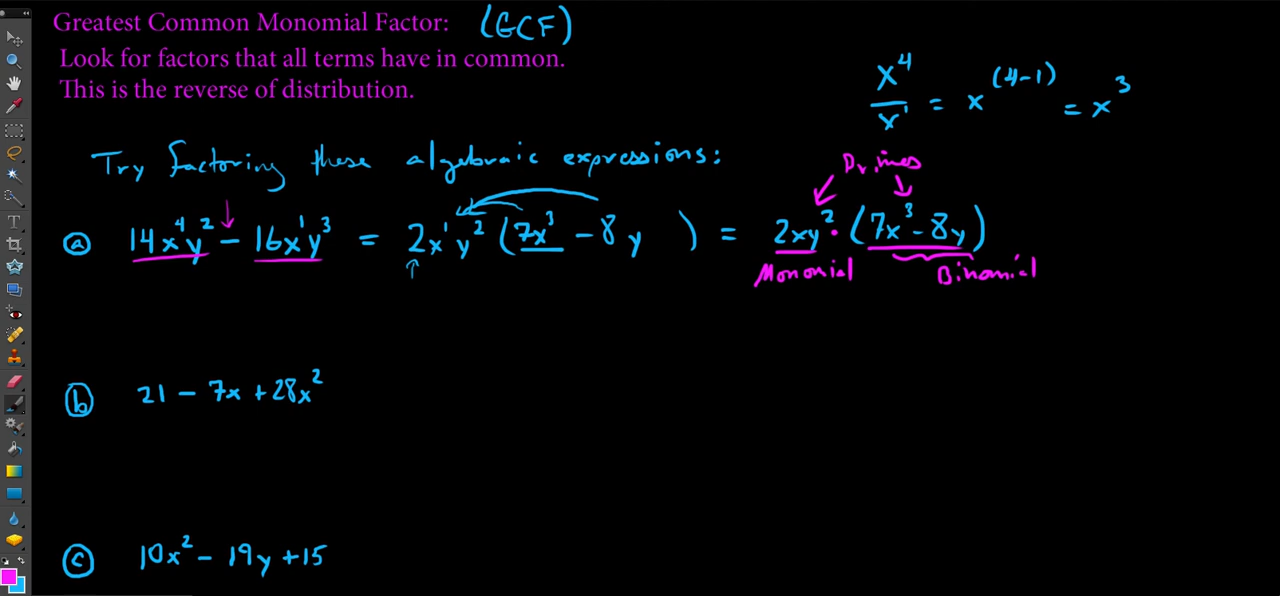 Greatest Common Monomial Factor: (GCF)
Look for factors that all terms have in common.
This is the reverse of distribution.
x⁴/x¹ = x⁽⁴⁻¹⁾ = x³
Try factoring these algebraic expressions:
Primes
ⓐ 14x⁴y² − 16x¹y³ = 2x¹y² (7x³ − 8y) = 2xy² · (7x³ − 8y)
Monomial Binomial
ⓑ 21 − 7x + 28x²
ⓒ 10x² − 19y + 15